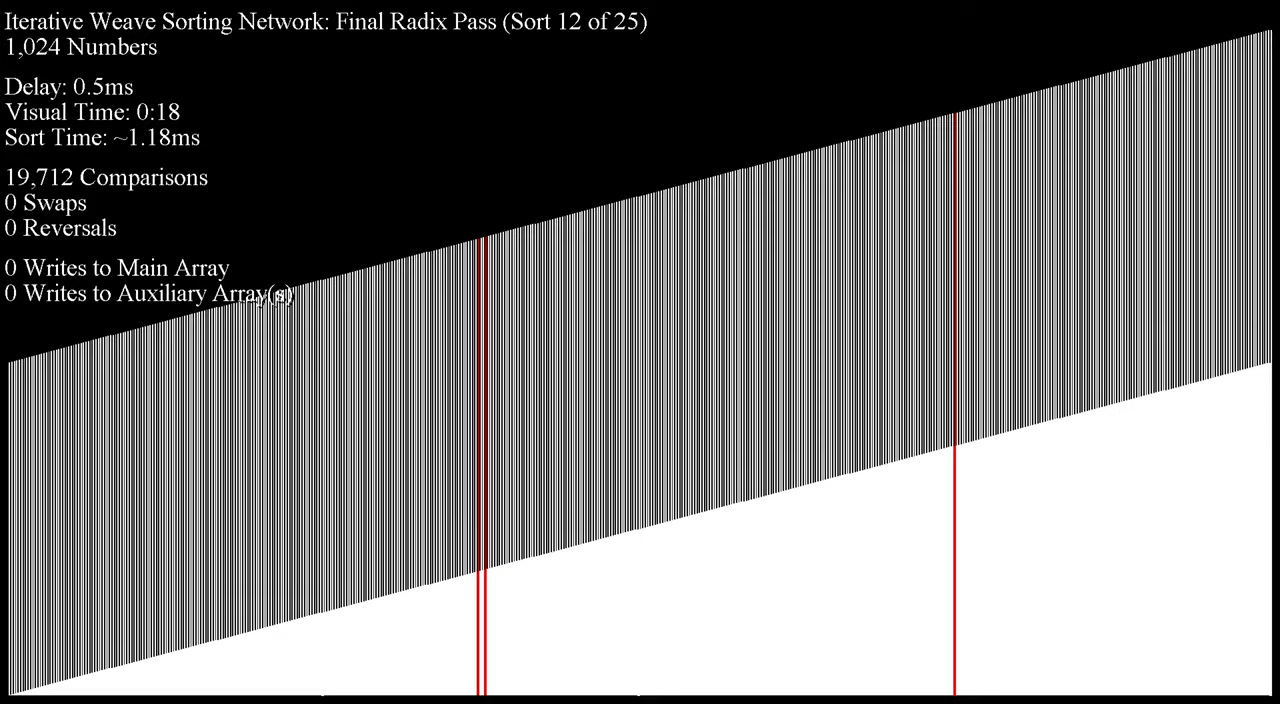 Iterative Weave Sorting Network: Final Radix Pass (Sort 12 of 25)
1,024 Numbers
Delay: 0.5ms
Visual Time: 0:18
Sort Time: ~1.18ms
19,712 Comparisons
0 Swaps
0 Reversals
0 Writes to Main Array
0 Writes to Auxiliary Array(s)